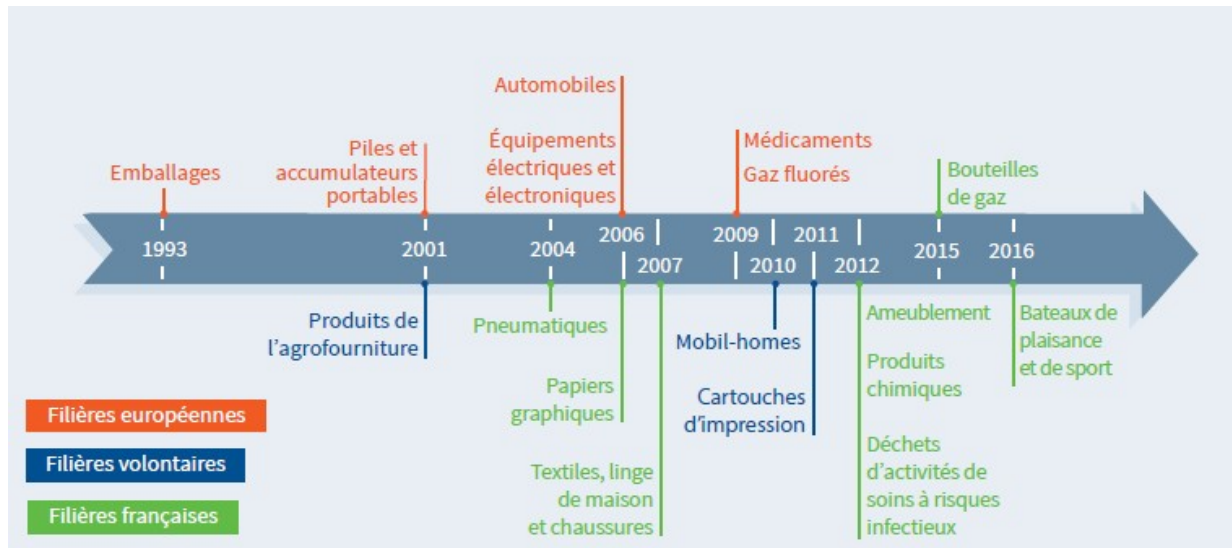 Automobiles
Équipements
électriques et
électroniques
Emballages
Piles et
accumulateurs
portables
Médicaments
Gaz fluorés
Bouteilles
de gaz
1993
2001
2004
2006
2007
2009
2010
2011
2012
2015
2016
Produits de
l'agrofourniture
Pneumatiques
Papiers
graphiques
Textiles, linge
de maison
et chaussures
Mobil-homes
Cartouches
d'impression
Ameublement
Produits
chimiques
Déchets
d'activités de
soins à risques
infectieux
Bateaux de
plaisance
et de sport
Filières européennes
Filières volontaires
Filières françaises